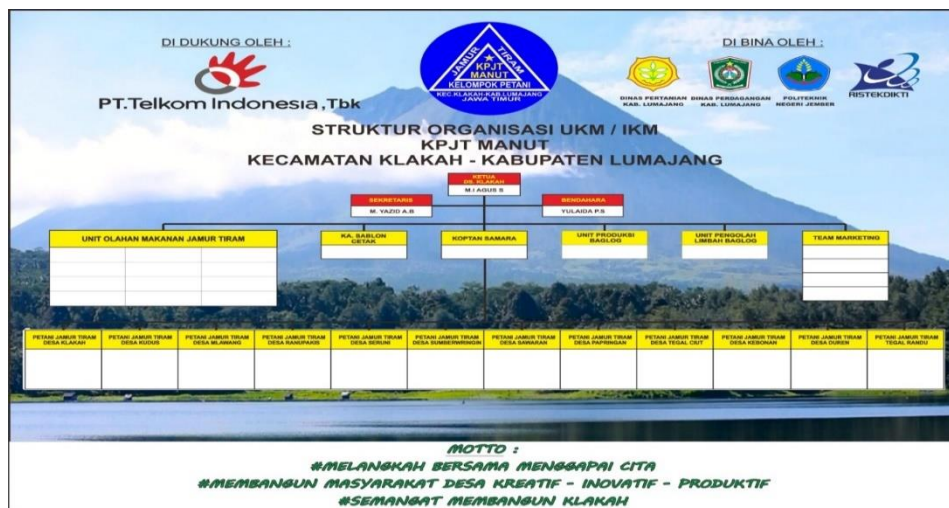 DI DUKUNG OLEH :
PT.Telkom Indonesia ,Tbk
JAMUR TIRAM
KPJT
MANUT
KELOMPOK PETANI
KEC.KLAKAH-KAB.LUMAJANG
JAWA TIMUR
DI BINA OLEH :
DINAS PERTANIAN
KAB. LUMAJANG
DINAS PERDAGANGAN
KAB. LUMAJANG
POLITEKNIK
NEGERI JEMBER
RISTEKDIKTI
STRUKTUR ORGANISASI UKM / IKM
KPJT MANUT
KECAMATAN KLAKAH - KABUPATEN LUMAJANG
KETUA
DS. KLAKAH
M.I AGUS S
SEKRETARIS
M. YAZID A.B
BENDAHARA
YULAIDA P.S
UNIT OLAHAN MAKANAN JAMUR TIRAM
KA. SABLON
CETAK
KOPTAN SAMARA
UNIT PRODUKSI
BAGLOG
UNIT PENGOLAH
LIMBAH BAGLOG
TEAM MARKETING
PETANI JAMUR TIRAM
DESA KLAKAH
PETANI JAMUR TIRAM
DESA KUDUS
PETANI JAMUR TIRAM
DESA MLAWANG
PETANI JAMUR TIRAM
DESA RANUPAKIS
PETANI JAMUR TIRAM
DESA SERUNI
PETANI JAMUR TIRAM
DESA SUMBERWRINGIN
PETANI JAMUR TIRAM
DESA SAWARAN
PETANI JAMUR TIRAM
DESA PAPRINGAN
PETANI JAMUR TIRAM
DESA TEGAL CIUT
PETANI JAMUR TIRAM
DESA KEBONAN
PETANI JAMUR TIRAM
DESA DUREN
PETANI JAMUR TIRAM
TEGAL RANDU
MOTTO :
#MELANGKAH BERSAMA MENGGAPAI CITA
#MEMBANGUN MASYARAKAT DESA KREATIF - INOVATIF - PRODUKTIF
#SEMANGAT MEMBANGUN KLAKAH